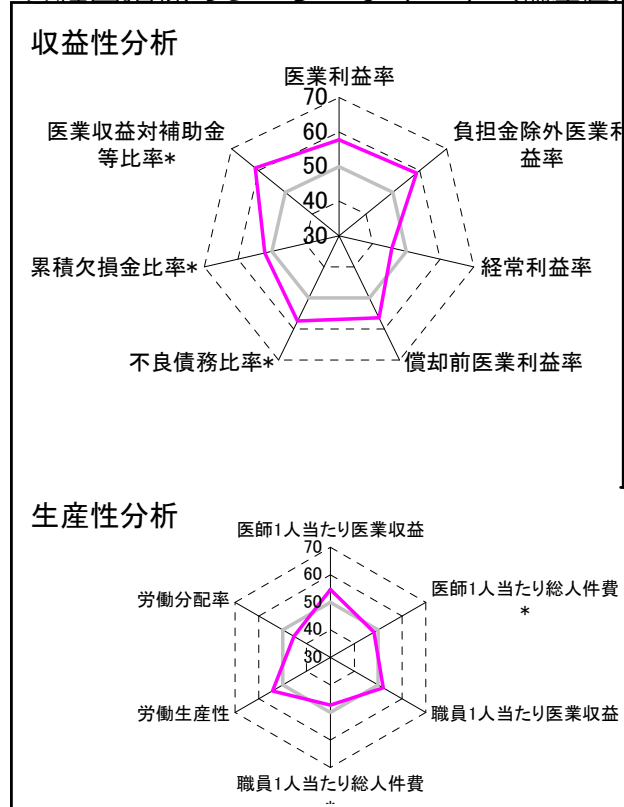 収益性分析
医業利益率
70
60
50
40
30
負担金除外医業利
益率
経常利益率
償却前医業利益率
不良債務比率*
累積欠損金比率*
医業収益対補助金
等比率*
生産性分析
医師1人当たり医業収益
70
60
50
40
30
医師1人当たり総人件費
*
職員1人当たり医業収益
職員1人当たり総人件費
*
労働生産性
労働分配率